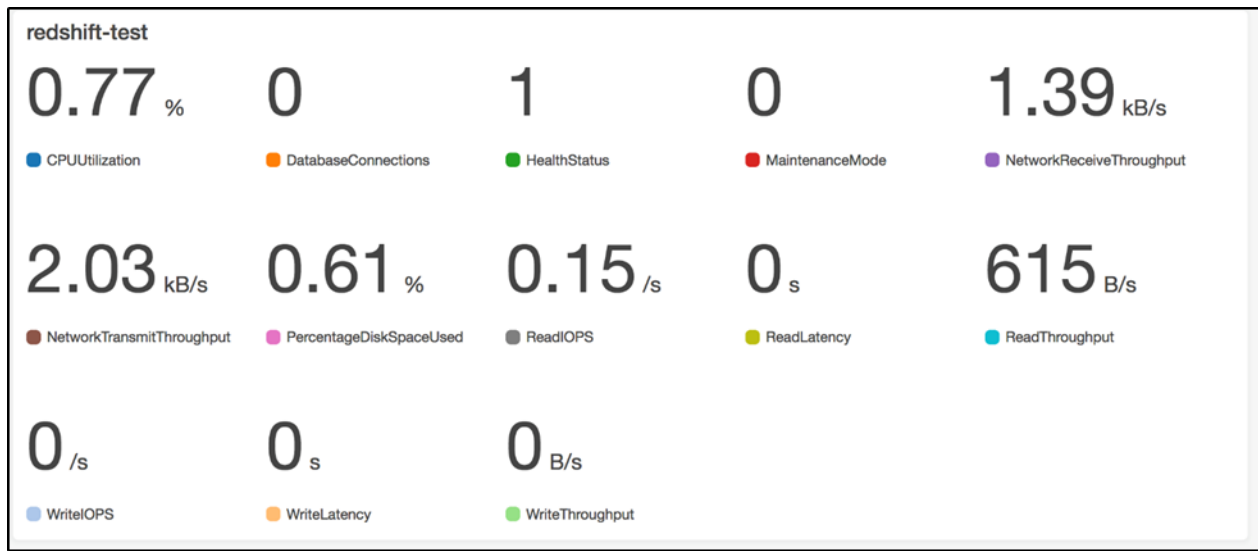 redshift-test
0.77 % 0 1 0 1.39 kB/s
CPUUtilization DatabaseConnections HealthStatus MaintenanceMode NetworkReceiveThroughput
2.03 kB/s 0.61 % 0.15 /s 0 s 615 B/s
NetworkTransmitThroughput PercentageDiskSpaceUsed ReadIOPS ReadLatency ReadThroughput
0 /s 0 s 0 B/s
WriteIOPS WriteLatency WriteThroughput